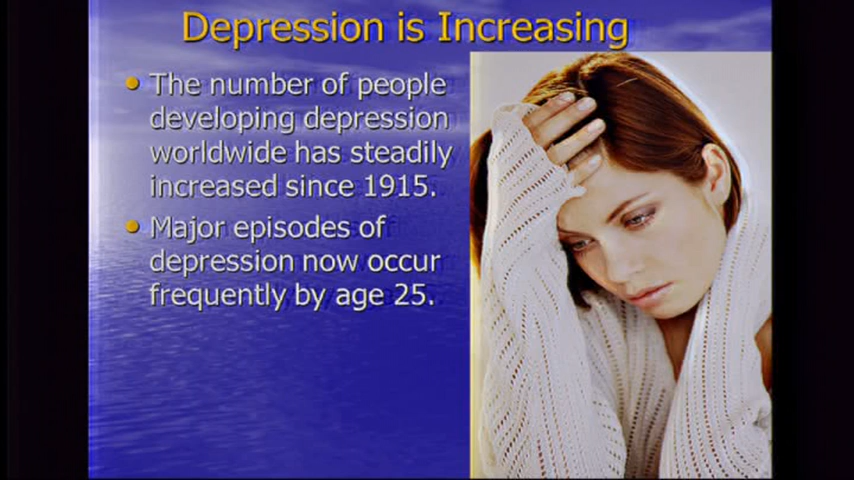 Depression is Increasing
The number of people
developing depression
worldwide has steadily
increased since 1915.
Major episodes of
depression now occur
frequently by age 25.